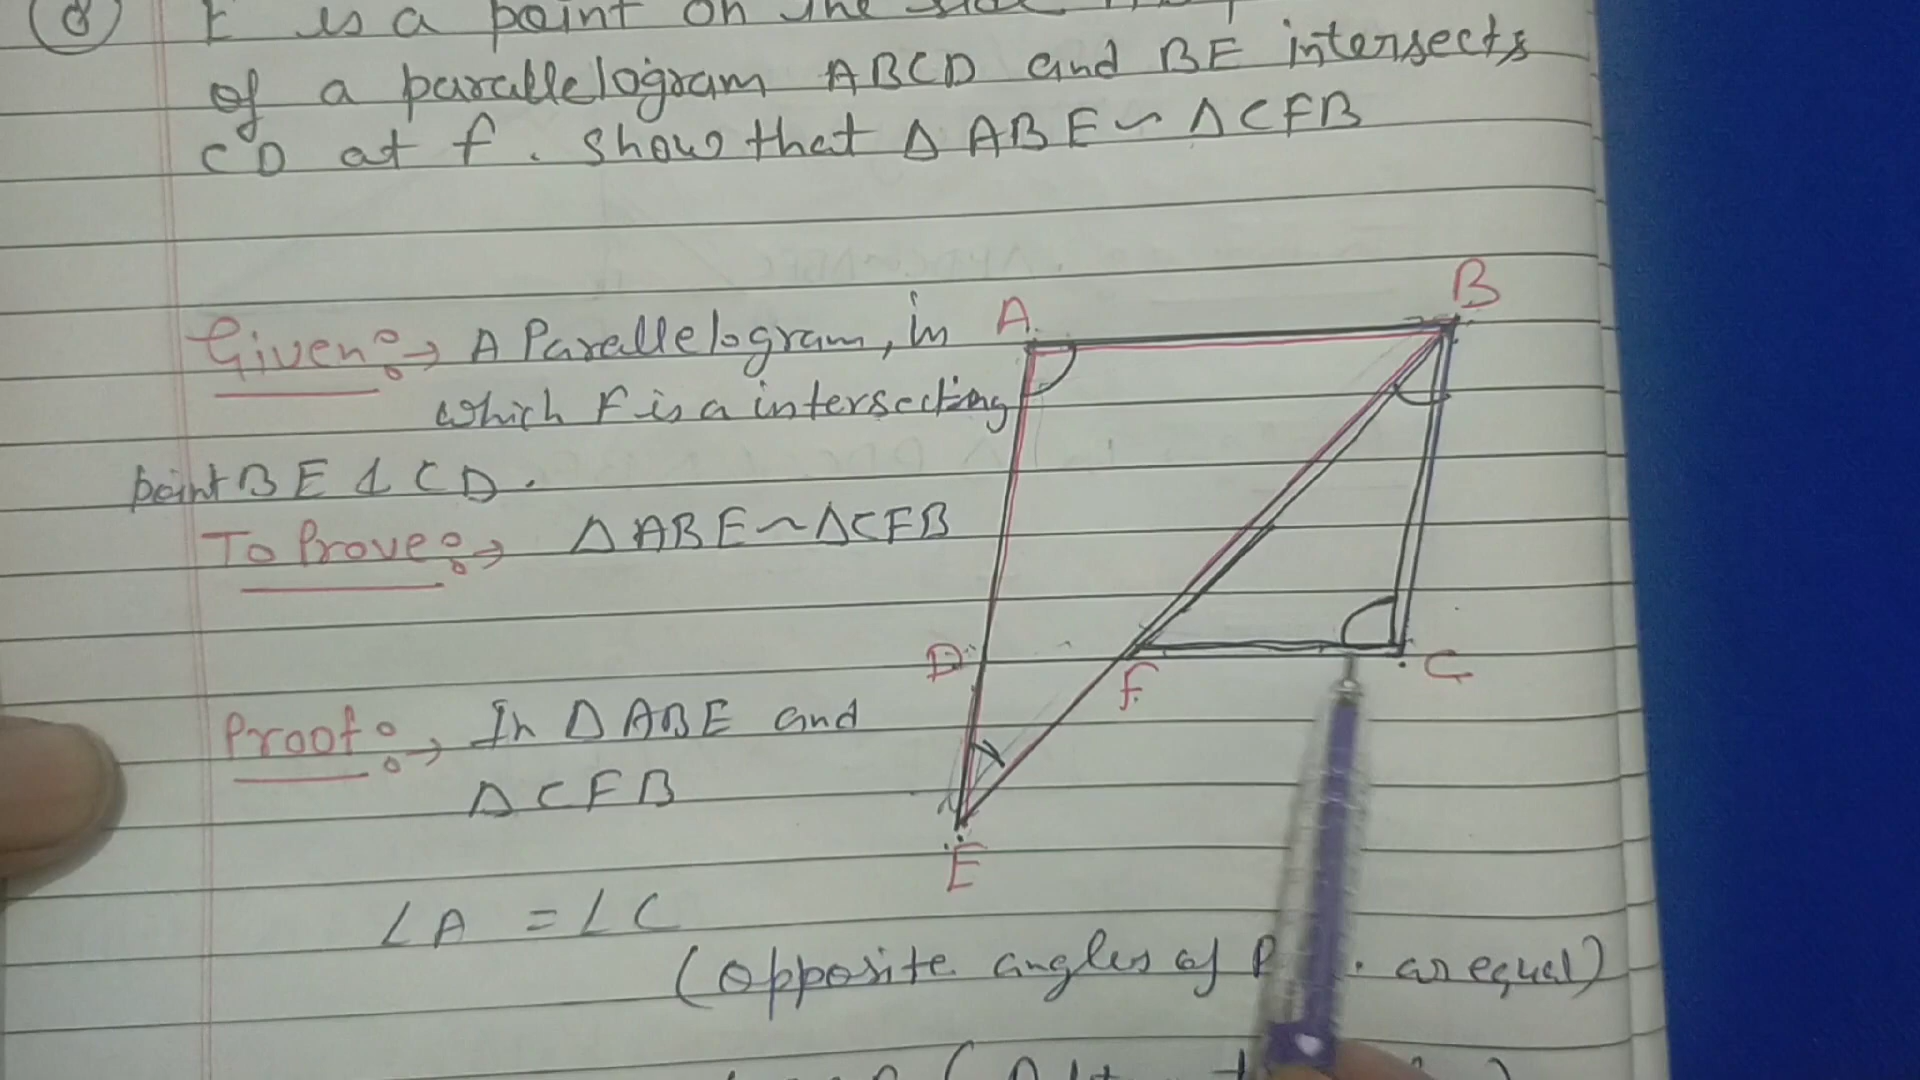 8 E is a point on the side
of a parallelogram ABCD and BE intersects
CD at f. Show that Δ ABE ~ Δ CFB
Given :→ A Parallelogram, in
which F is a intersecting
point BE & CD.
To Prove :→ Δ ABE ~ Δ CFB
Proof :→ In Δ ABE and
Δ CFB
∠A = ∠C
(opposite angles of are equal)
A
B
D
F
C
E